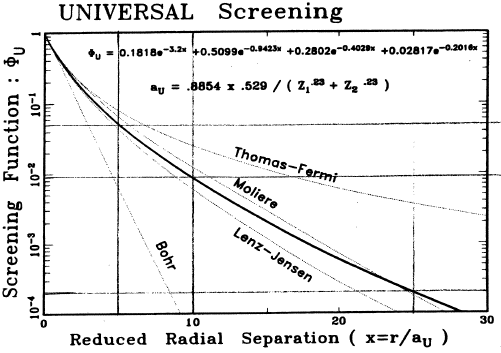 UNIVERSAL Screening
Φ_U = 0.1818e^-3.2x +0.5099e^-0.9423x +0.2802e^-0.4028x +0.02817e^-0.2016x
a_U = .8854 x .529 / ( Z_1^.23 + Z_2^.23 )
Screening Function : Φ_U
1
10^-1
10^-2
10^-3
10^-4
Thomas-Fermi
Moliere
Lenz-Jensen
Bohr
0
10
20
30
Reduced Radial Separation ( x=r/a_U )